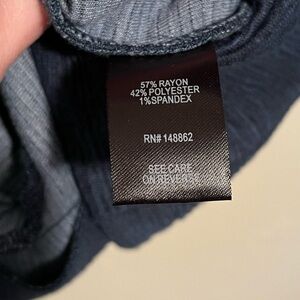 57% RAYON
42% POLYESTER
1%SPANDEX
RN# 148862
SEE CARE
ON REVERSE